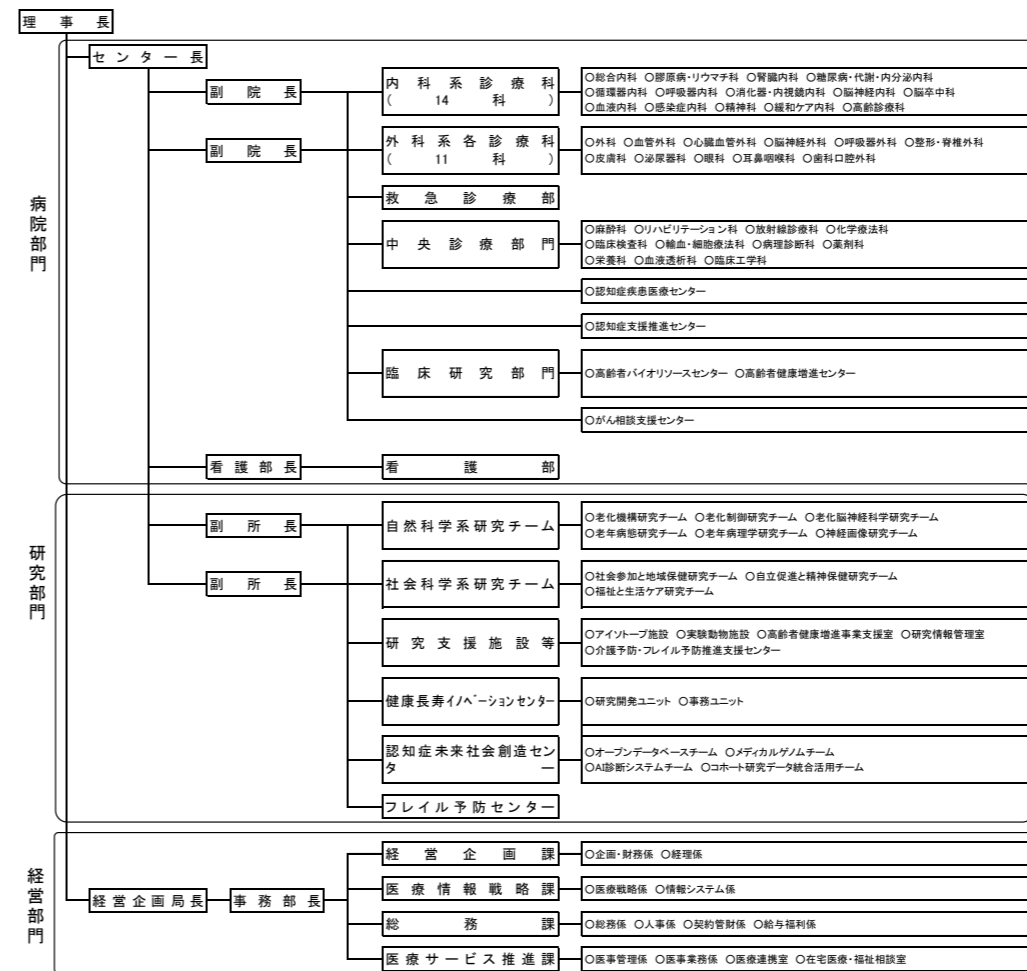 理事長
センター長
病院部門
副院長
内科系診療科
(14科)
○総合内科 ○膠原病・リウマチ科 ○腎臓内科 ○糖尿病・代謝・内分泌内科
○循環器内科 ○呼吸器内科 ○消化器・内視鏡内科 ○脳神経内科 ○脳卒中科
○血液内科 ○感染症内科 ○精神科 ○緩和ケア内科 ○高齢診療科
副院長
外科系各診療科
(11科)
○外科 ○血管外科 ○心臓血管外科 ○脳神経外科 ○呼吸器外科 ○整形・脊椎外科
○皮膚科 ○泌尿器科 ○眼科 ○耳鼻咽喉科 ○歯科口腔外科
救急診療部
中央診療部門
○麻酔科 ○リハビリテーション科 ○放射線診療科 ○化学療法科
○臨床検査科 ○輸血・細胞療法科 ○病理診断科 ○薬剤科
○栄養科 ○血液透析科 ○臨床工学科
○認知症疾患医療センター
○認知症支援推進センター
臨床研究部門
○高齢者バイオリソースセンター ○高齢者健康増進センター
○がん相談支援センター
看護部長
看護部
研究部門
副所長
自然科学系研究チーム
○老化機構研究チーム ○老化制御研究チーム ○老化脳神経科学研究チーム
○老年病態研究チーム ○老年病理学研究チーム ○神経画像研究チーム
副所長
社会科学系研究チーム
○社会参加と地域保健研究チーム ○自立促進と精神保健研究チーム
○福祉と生活ケア研究チーム
研究支援施設等
○アイソトープ施設 ○実験動物施設 ○高齢者健康増進事業支援室 ○研究情報管理室
○介護予防・フレイル予防推進支援センター
健康長寿イノベーションセンター
○研究開発ユニット ○事務ユニット
認知症未来社会創造セン
ター
○オープンデータベースチーム ○メディカルゲノムチーム
○AI診断システムチーム ○コホート研究データ統合活用チーム
フレイル予防センター
経営部門
経営企画局長
事務部長
経営企画課
○企画・財務係 ○経理係
医療情報戦略課
○医療戦略係 ○情報システム係
総務課
○総務係 ○人事係 ○契約管財係 ○給与福利係
医療サービス推進課
○医事管理係 ○医事業務係 ○医療連携室 ○在宅医療・福祉相談室